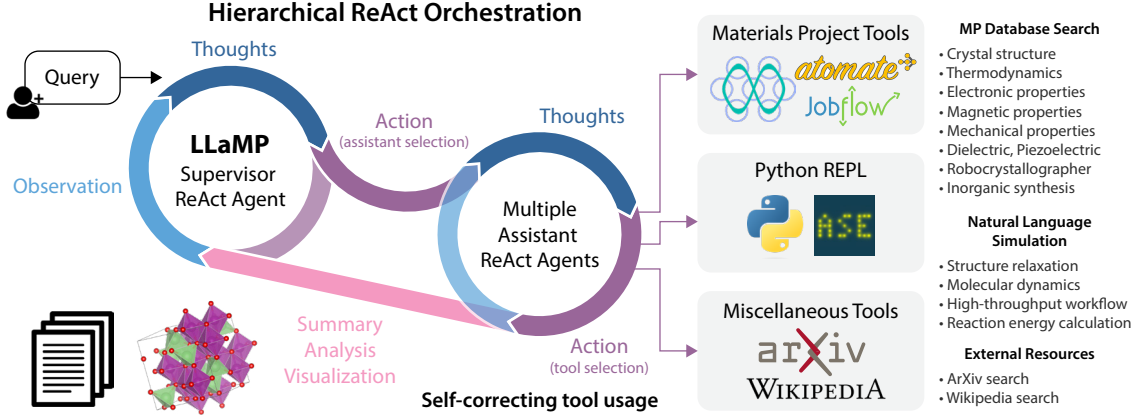 Hierarchical ReAct Orchestration
Query
Thoughts
LLaMP
Supervisor
ReAct Agent
Observation
Action
(assistant selection)
Thoughts
Multiple
Assistant
ReAct Agents
Summary
Analysis
Visualization
Action
(tool selection)
Self-correcting tool usage
Materials Project Tools
atomate
Jobflow
Python REPL
ASE
Miscellaneous Tools
arXiv
WIKIPEDIA
MP Database Search
• Crystal structure
• Thermodynamics
• Electronic properties
• Magnetic properties
• Mechanical properties
• Dielectric, Piezoelectric
• Robocrystallographer
• Inorganic synthesis
Natural Language
Simulation
• Structure relaxation
• Molecular dynamics
• High-throughput workflow
• Reaction energy calculation
External Resources
• ArXiv search
• Wikipedia search